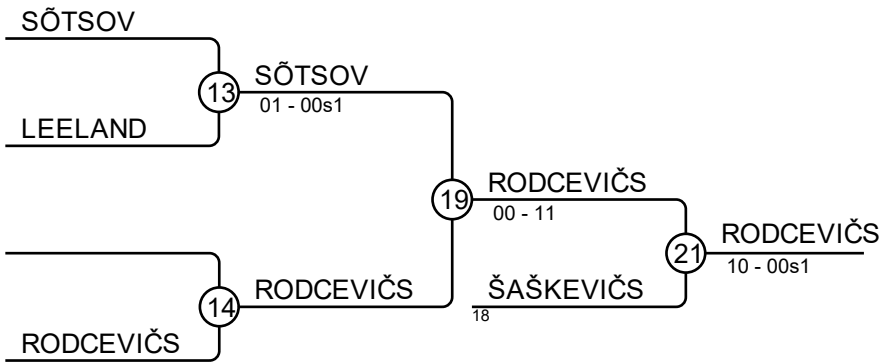 SÕTSOV
13
SÕTSOV
01 - 00s1
LEELAND
19
RODCEVIČS
00 - 11
21
RODCEVIČS
10 - 00s1
14
RODCEVIČS
ŠAŠKEVIČS
18
RODCEVIČS